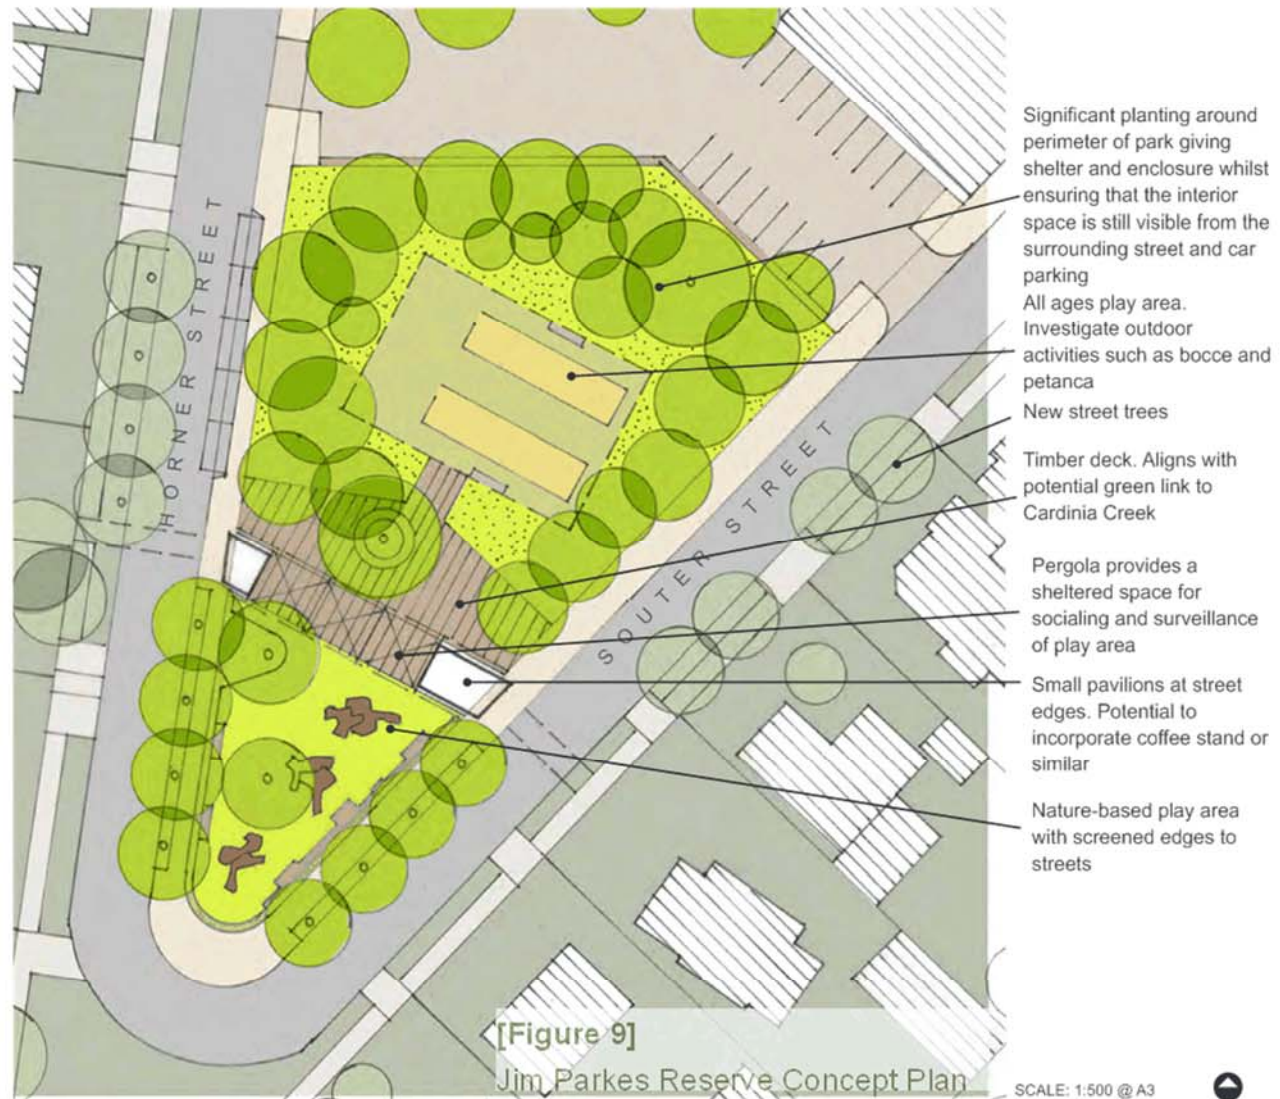 Significant planting around
perimeter of park giving
shelter and enclosure whilst
ensuring that the interior
space is still visible from the
surrounding street and car
parking
All ages play area.
Investigate outdoor
activities such as bocce and
petanca
New street trees
Timber deck. Aligns with
potential green link to
Cardinia Creek
Pergola provides a
sheltered space for
socialing and surveillance
of play area
Small pavilions at street
edges. Potential to
incorporate coffee stand or
similar
Nature-based play area
with screened edges to
streets
HORNER STREET
SOUTER STREET
[Figure 9]
Jim Parkes Reserve Concept Plan
SCALE: 1:500 @ A3